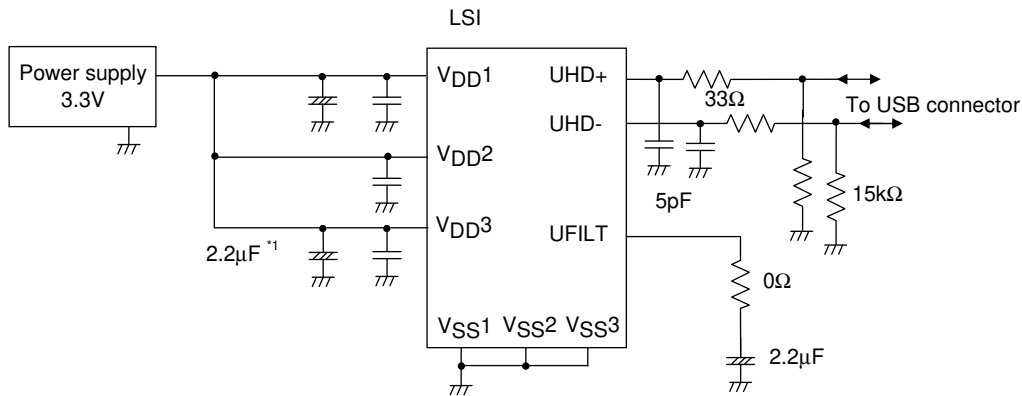 LSI
Power supply
3.3V
VDD1
UHD+
33Ω
To USB connector
UHD-
VDD2
5pF
15kΩ
VDD3
UFILT
2.2μF *1
0Ω
VSS1 VSS2 VSS3
2.2μF